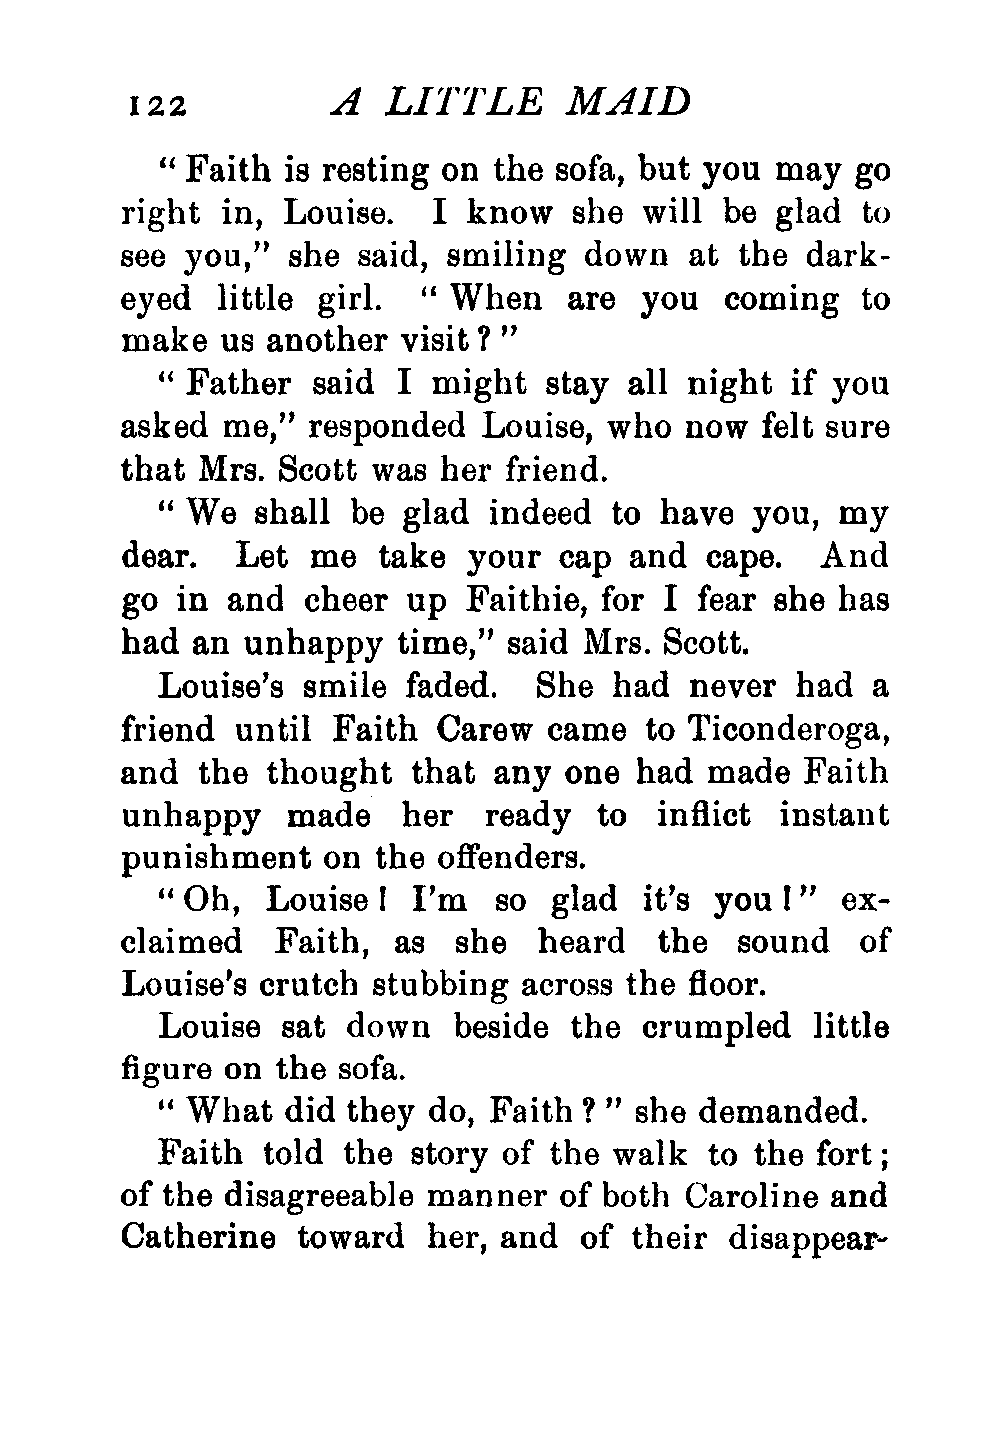 122 A LITTLE MAID
“ Faith is resting on the sofa, but you may go
right in, Louise. I know she will be glad to
see you,” she said, smiling down at the dark-
eyed little girl. “ When are you coming to
make us another visit ? ”
“ Father said I might stay all night if you
asked me,” responded Louise, who now felt sure
that Mrs. Scott was her friend.
“ We shall be glad indeed to have you, my
dear. Let me take your cap and cape. And
go in and cheer up Faithie, for I fear she has
had an unhappy time,” said Mrs. Scott.
Louise’s smile faded. She had never had a
friend until Faith Carew came to Ticonderoga,
and the thought that any one had made Faith
unhappy made her ready to inflict instant
punishment on the offenders.
“ Oh, Louise ! I’m so glad it’s you ! ” ex-
claimed Faith, as she heard the sound of
Louise’s crutch stubbing across the floor.
Louise sat down beside the crumpled little
figure on the sofa.
“ What did they do, Faith ? ” she demanded.
Faith told the story of the walk to the fort ;
of the disagreeable manner of both Caroline and
Catherine toward her, and of their disappear-